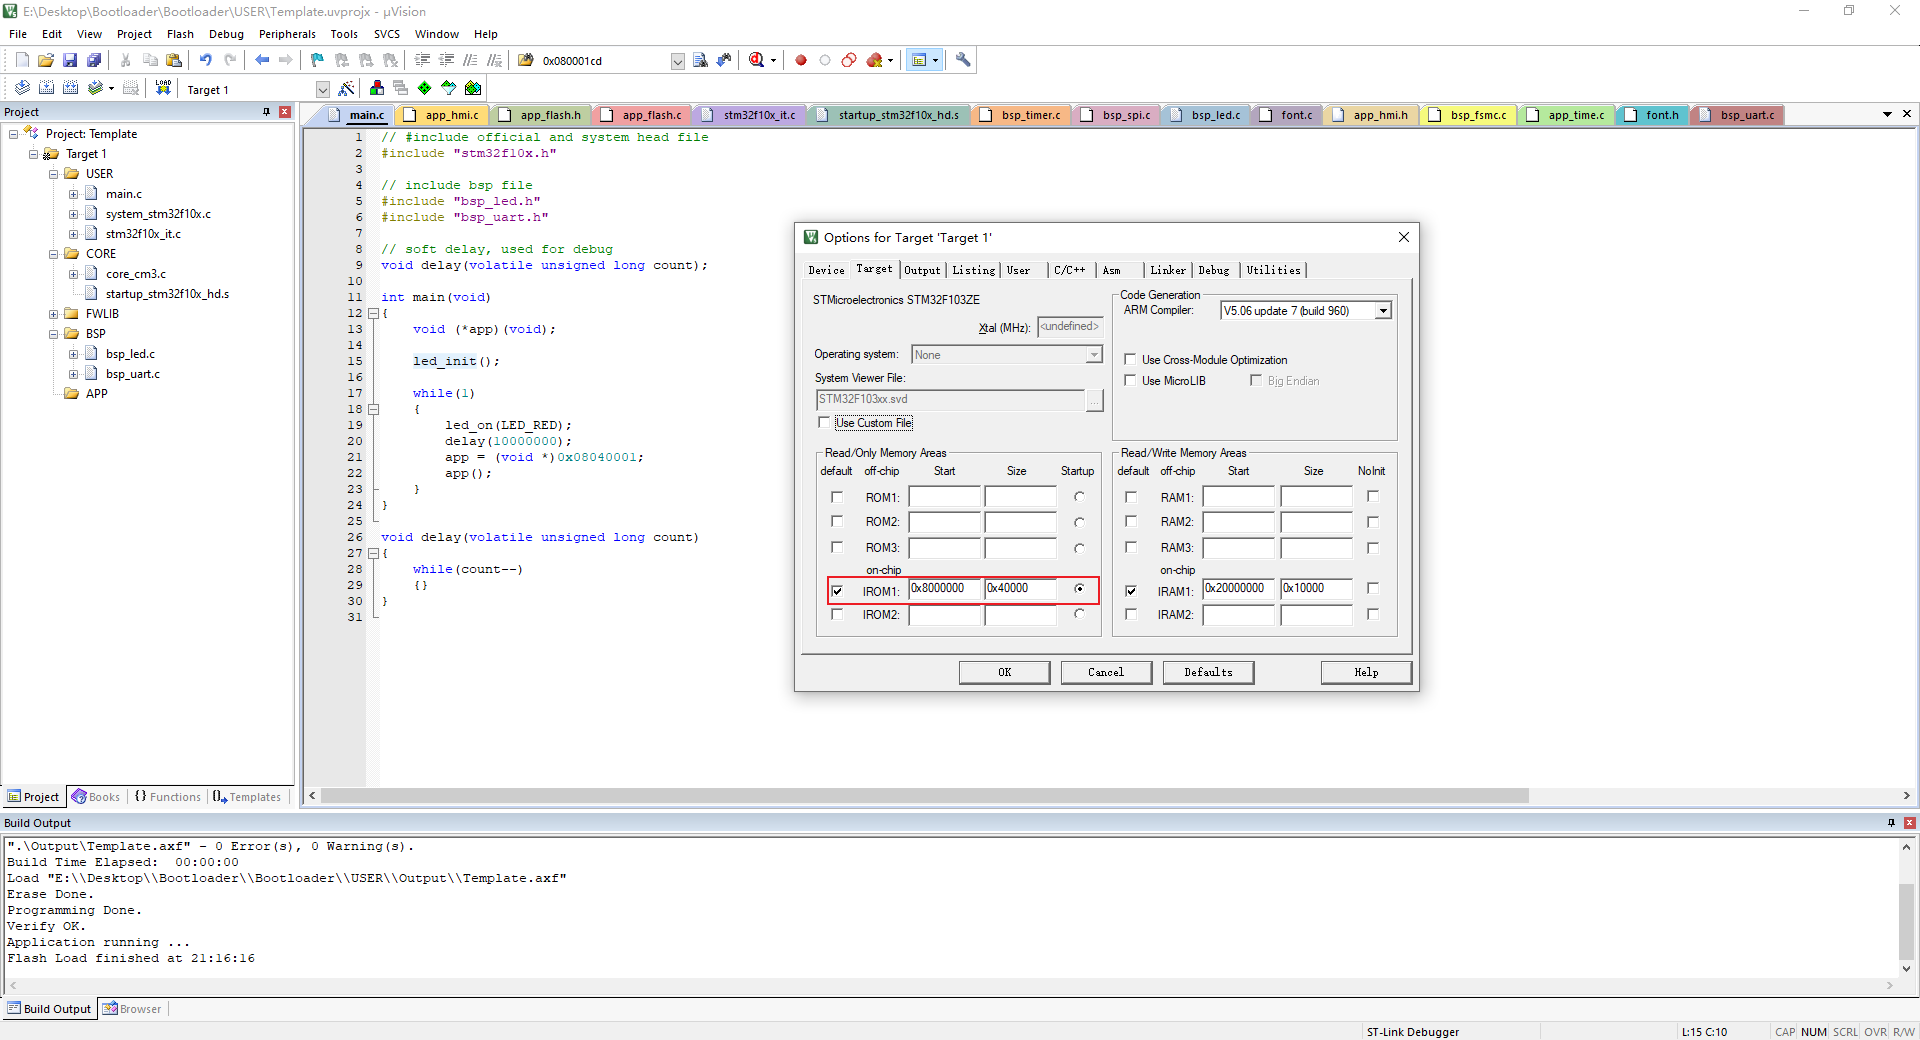 E:\Desktop\Bootloader\Bootloader\USER\Template.uvprojx - µVision
File Edit View Project Flash Debug Peripherals Tools SVCS Window Help
0x080001cd
LOAD Target 1
Project
Project: Template
Target 1
USER
main.c
system_stm32f10x.c
stm32f10x_it.c
CORE
core_cm3.c
startup_stm32f10x_hd.s
FWLIB
BSP
bsp_led.c
bsp_uart.c
APP
Project Books {} Functions Templates
main.c app_hmi.c app_flash.h app_flash.c stm32f10x_it.c startup_stm32f10x_hd.s bsp_timer.c bsp_spi.c bsp_led.c font.c app_hmi.h bsp_fsmc.c app_time.c font.h bsp_uart.c
1 // #include official and system head file
2 #include "stm32f10x.h"
3
4 // include bsp file
5 #include "bsp_led.h"
6 #include "bsp_uart.h"
7
8 // soft delay, used for debug
9 void delay(volatile unsigned long count);
10
11 int main(void)
12 {
13 void (*app)(void);
14
15 led_init();
16
17 while(1)
18 {
19 led_on(LED_RED);
20 delay(10000000);
21 app = (void *)0x08040001;
22 app();
23 }
24 }
25
26 void delay(volatile unsigned long count)
27 {
28 while(count--)
29 {}
30 }
31
Options for Target 'Target 1'
Device Target Output Listing User C/C++ Asm Linker Debug Utilities
STMicroelectronics STM32F103ZE
Xtal (MHz): <undefined>
Operating system: None
System Viewer File:
STM32F103xx.svd ...
Use Custom File
Code Generation
ARM Compiler: V5.06 update 7 (build 960)
Use Cross-Module Optimization
Use MicroLIB Big Endian
Read/Only Memory Areas
default off-chip Start Size Startup
ROM1:
ROM2:
ROM3:
on-chip
IROM1: 0x8000000 0x40000
IROM2:
Read/Write Memory Areas
default off-chip Start Size NoInit
RAM1:
RAM2:
RAM3:
on-chip
IRAM1: 0x20000000 0x10000
IRAM2:
OK Cancel Defaults Help
Build Output
".\Output\Template.axf" - 0 Error(s), 0 Warning(s).
Build Time Elapsed: 00:00:00
Load "E:\\Desktop\\Bootloader\\Bootloader\\USER\\Output\\Template.axf"
Erase Done.
Programming Done.
Verify OK.
Application running ...
Flash Load finished at 21:16:16
Build Output Browser
ST-Link Debugger L:15 C:10 CAP NUM SCRL OVR R/W